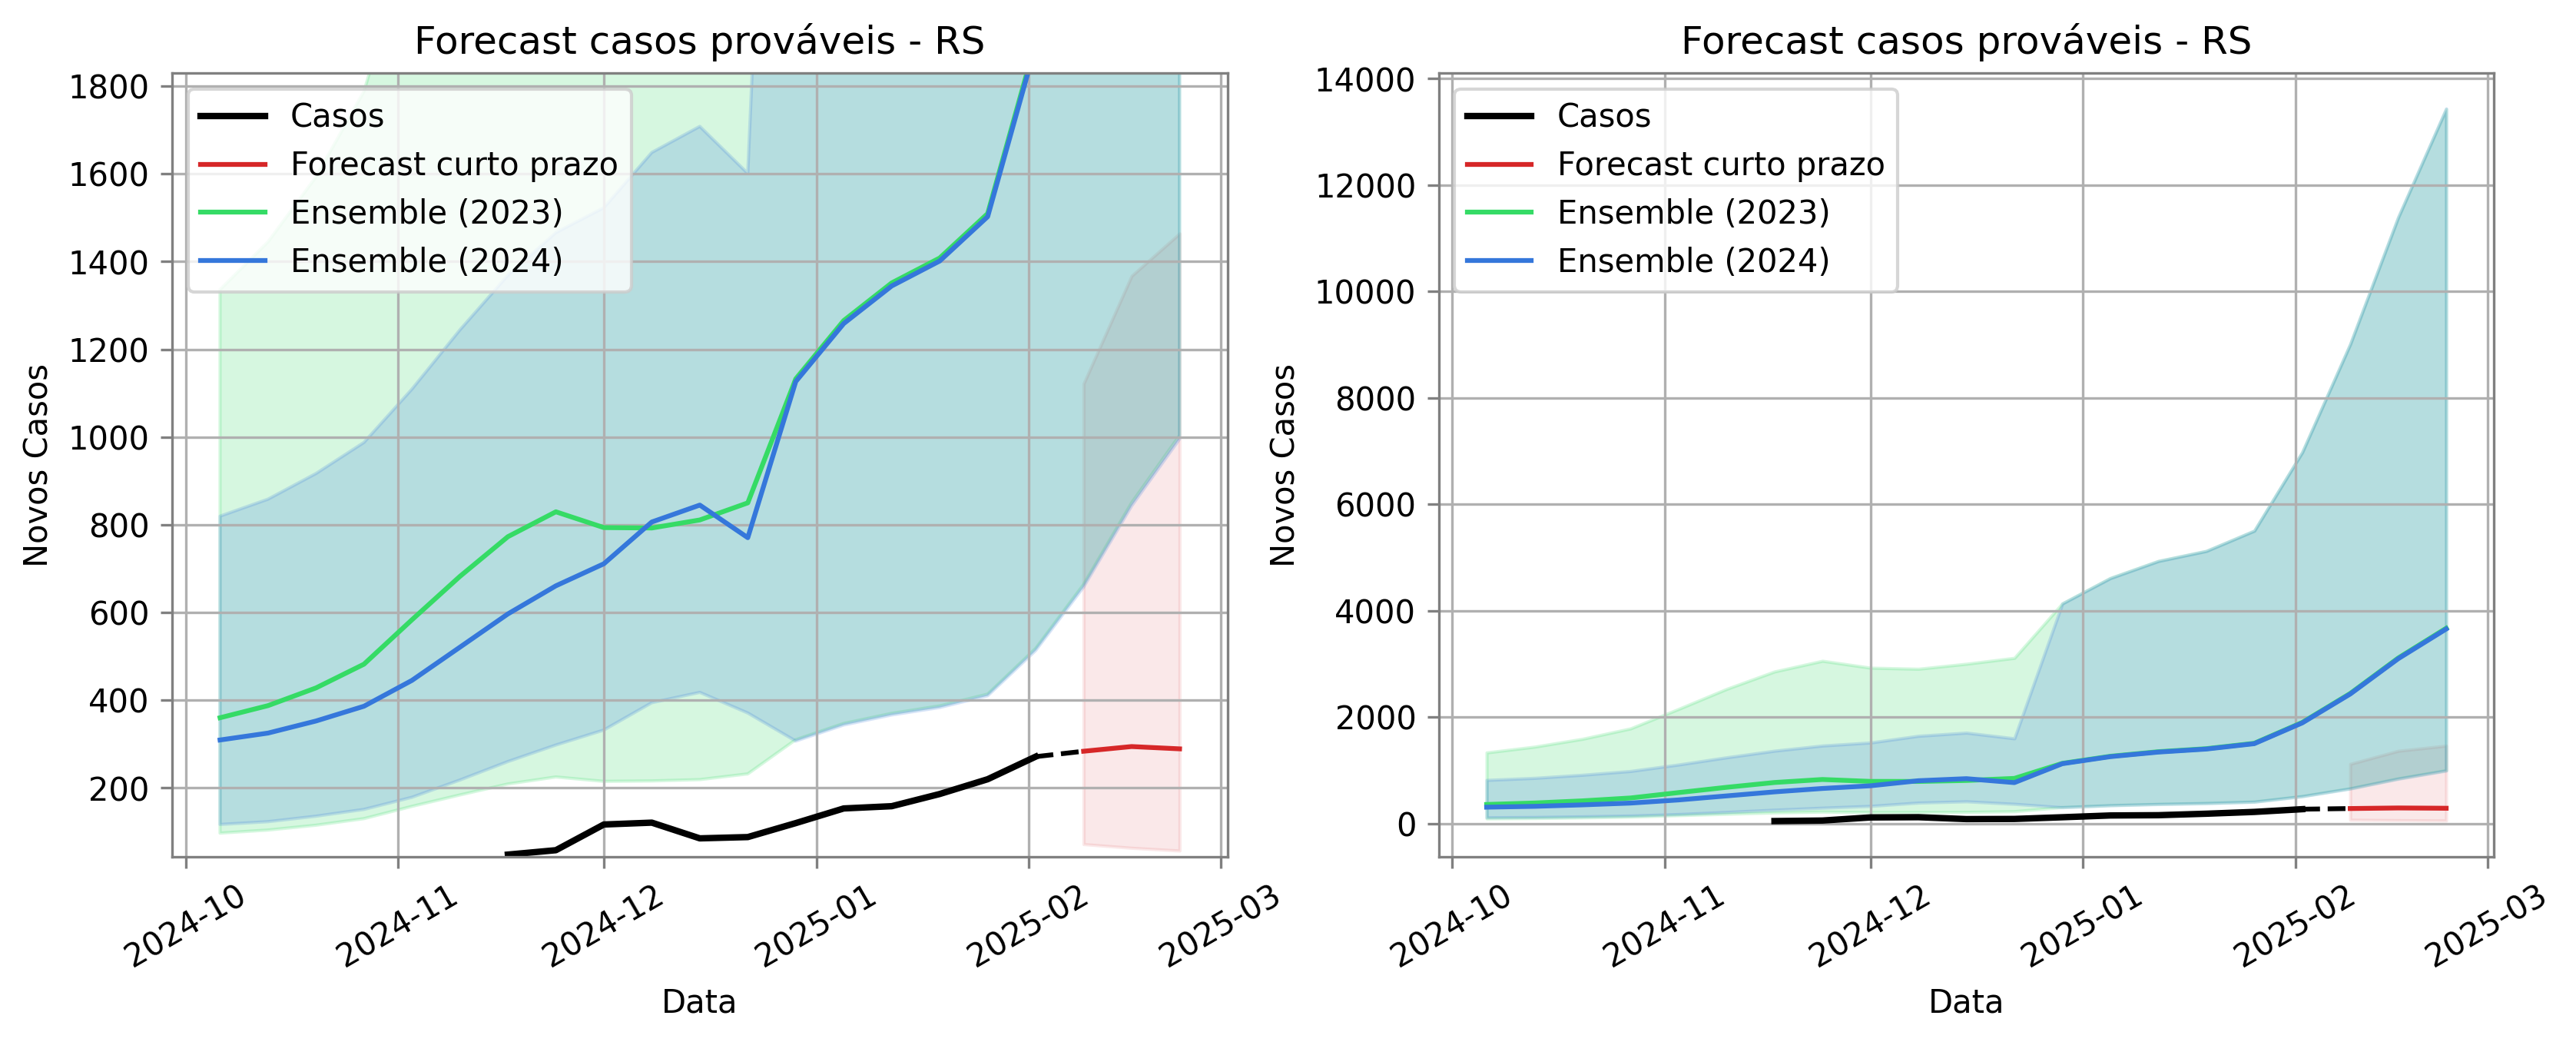 Forecast casos prováveis - RS
Novos Casos
1800
1600
1400
1200
1000
800
600
400
200
Casos
Forecast curto prazo
Ensemble (2023)
Ensemble (2024)
2024-10
2024-11
2024-12
2025-01
2025-02
2025-03
Data
Forecast casos prováveis - RS
Novos Casos
14000
12000
10000
8000
6000
4000
2000
0
Casos
Forecast curto prazo
Ensemble (2023)
Ensemble (2024)
2024-10
2024-11
2024-12
2025-01
2025-02
2025-03
Data